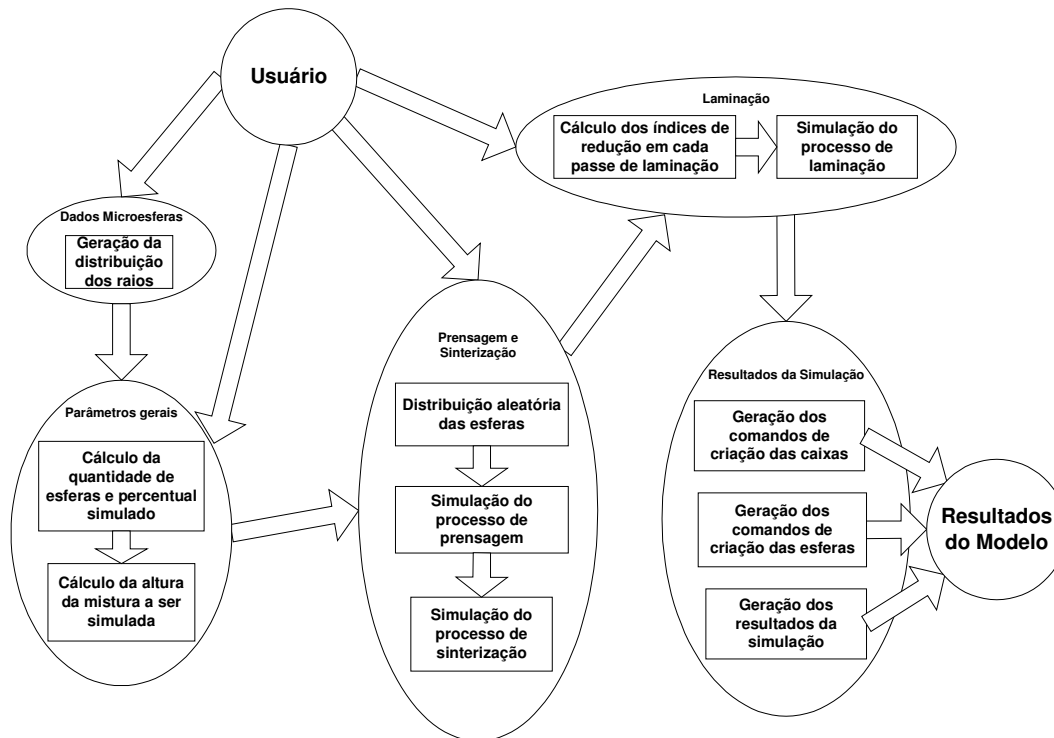 Usuário
Laminação
Cálculo dos índices de
redução em cada
passe de laminação
Simulação do
processo de
laminação
Dados Microesferas
Geração da
distribuição
dos raios
Parâmetros gerais
Cálculo da
quantidade de
esferas e percentual
simulado
Cálculo da altura
da mistura a ser
simulada
Prensagem e
Sinterização
Distribuição aleatória
das esferas
Simulação do
processo de
prensagem
Simulação do
processo de
sinterização
Resultados da Simulação
Geração dos
comandos de
criação das caixas
Geração dos
comandos de
criação das esferas
Geração dos
resultados da
simulação
Resultados
do Modelo